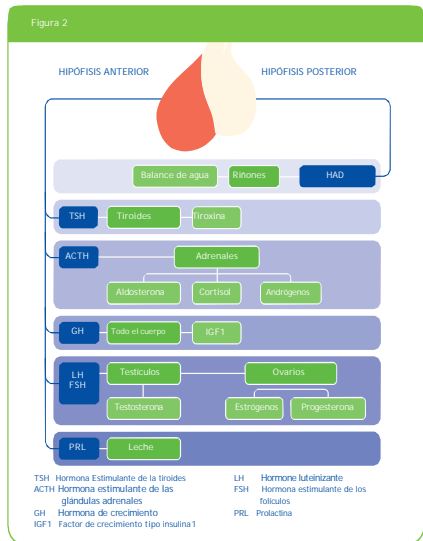 Figura 2
HIPÓFISIS ANTERIOR
HIPÓFISIS POSTERIOR
Balance de agua
Riñones
HAD
TSH
Tiroides
Tiroxina
ACTH
Adrenales
Aldosterona
Cortisol
Andrógenos
GH
Todo el cuerpo
IGF1
LH
FSH
Testículos
Ovarios
Testosterona
Estrógenos
Progesterona
PRL
Leche
TSH Hormona Estimulante de la tiroides
ACTH Hormona estimulante de las
glándulas adrenales
GH Hormona de crecimiento
IGF1 Factor de crecimiento tipo insulina1
LH Hormone luteinizante
FSH Hormona estimulante de los
folículos
PRL Prolactina